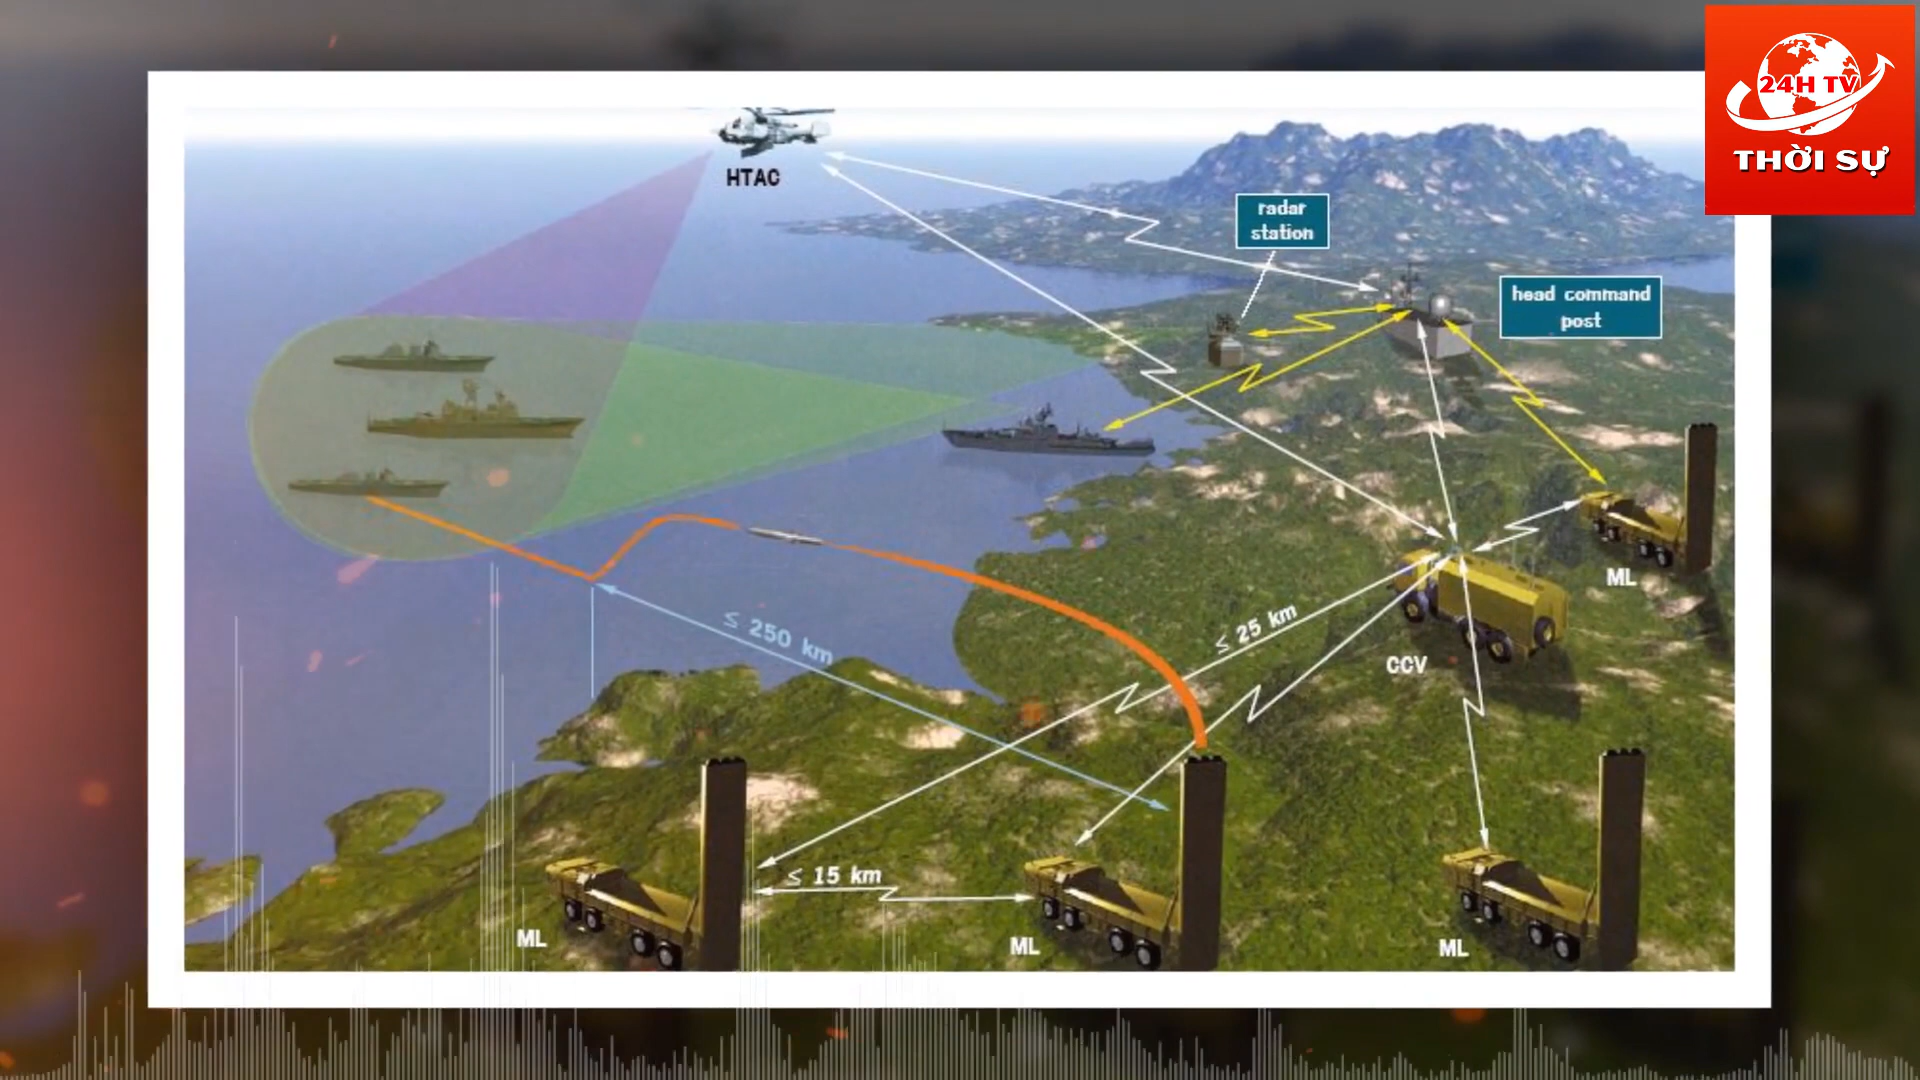 24H TV
THỜI SỰ
HTAC
radar
station
head command
post
ML
≤ 250 km
≤ 25 km
CCV
≤ 15 km
ML
ML
ML